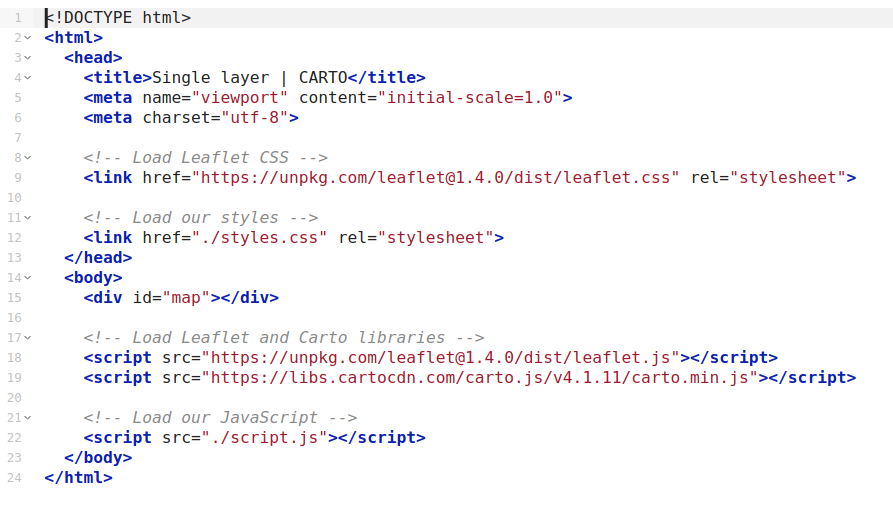 1 <!DOCTYPE html>
2 <html>
3   <head>
4     <title>Single layer | CARTO</title>
5     <meta name="viewport" content="initial-scale=1.0">
6     <meta charset="utf-8">
7
8     <!-- Load Leaflet CSS -->
9     <link href="https://unpkg.com/leaflet@1.4.0/dist/leaflet.css" rel="stylesheet">
10
11     <!-- Load our styles -->
12     <link href="./styles.css" rel="stylesheet">
13   </head>
14   <body>
15     <div id="map"></div>
16
17     <!-- Load Leaflet and Carto libraries -->
18     <script src="https://unpkg.com/leaflet@1.4.0/dist/leaflet.js"></script>
19     <script src="https://libs.cartocdn.com/carto.js/v4.1.11/carto.min.js"></script>
20
21     <!-- Load our JavaScript -->
22     <script src="./script.js"></script>
23   </body>
24 </html>